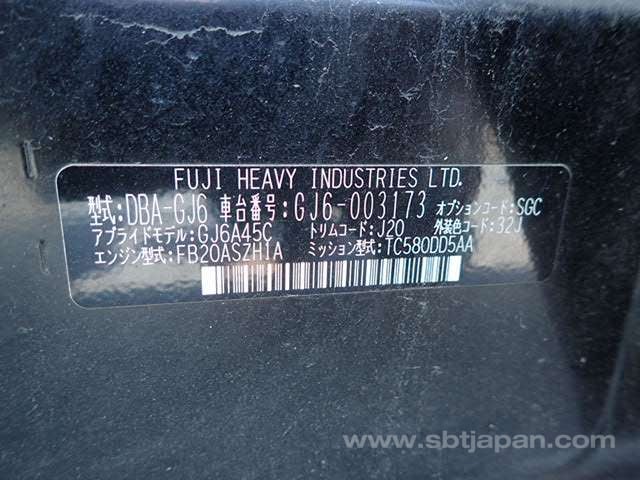 FUJI HEAVY INDUSTRIES LTD.
型式:DBA-GJ6 車台番号:GJ6-003173 オプションコード:SGC
アプライドモデル:GJ6A45C トリムコード:J20 外装色コード:32J
エンジン型式:FB20ASZH1A ミッション型式:TC580DD5AA
www.sbtjapan.com